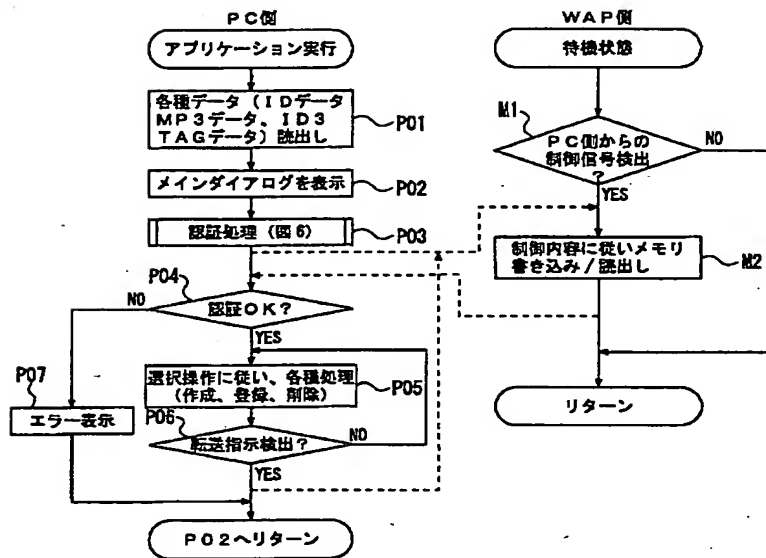 PC側
アプリケーション実行
各種データ(IDデータ
MP3データ、ID3
TAGデータ)読出し
P01
メインダイアログを表示
P02
認証処理(図6)
P03
P04
認証OK?
NO
YES
選択操作に従い、各種処理
(作成、登録、削除)
P05
P06
転送指示検出?
NO
YES
P07
エラー表示
P02へリターン
WAP側
待機状態
M1
PC側からの
制御信号検出
?
NO
YES
制御内容に従いメモリ
書き込み/読出し
M2
リターン